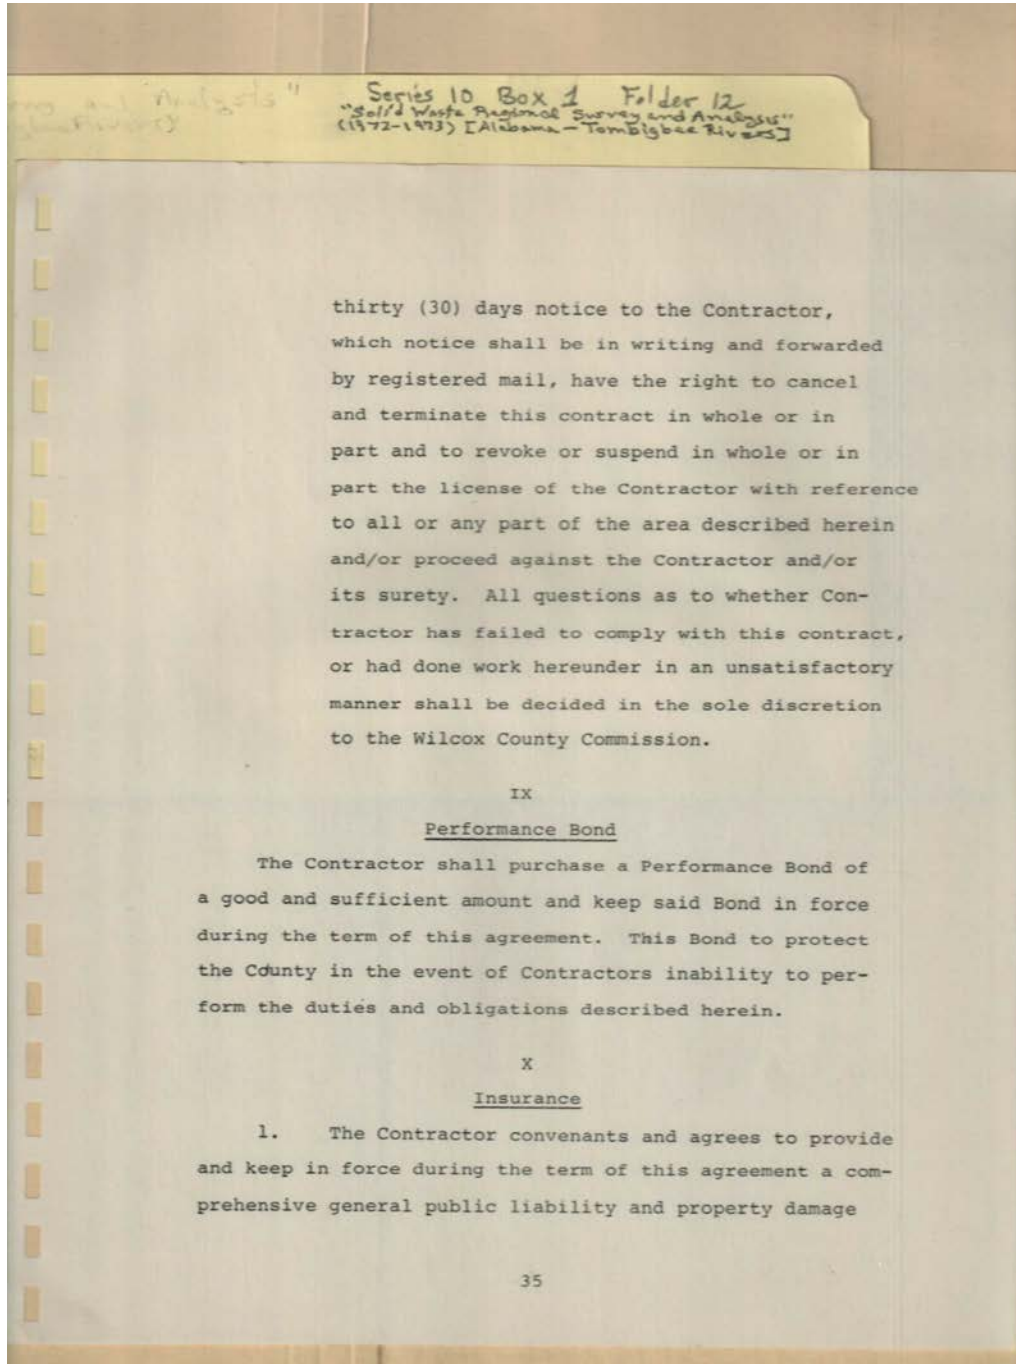 Analysis"
Series 10 Box 1 Folder 12
"Solid Waste Regional Survey and Analysis"
(1972-1973) [Alabama - Tombigbee Rivers]
thirty (30) days notice to the Contractor,
which notice shall be in writing and forwarded
by registered mail, have the right to cancel
and terminate this contract in whole or in
part and to revoke or suspend in whole or in
part the license of the Contractor with reference
to all or any part of the area described herein
and/or proceed against the Contractor and/or
its surety. All questions as to whether Con-
tractor has failed to comply with this contract,
or had done work hereunder in an unsatisfactory
manner shall be decided in the sole discretion
to the Wilcox County Commission.
IX
Performance Bond
The Contractor shall purchase a Performance Bond of
a good and sufficient amount and keep said Bond in force
during the term of this agreement. This Bond to protect
the County in the event of Contractors inability to per-
form the duties and obligations described herein.
X
Insurance
1. The Contractor convenants and agrees to provide
and keep in force during the term of this agreement a com-
prehensive general public liability and property damage
35